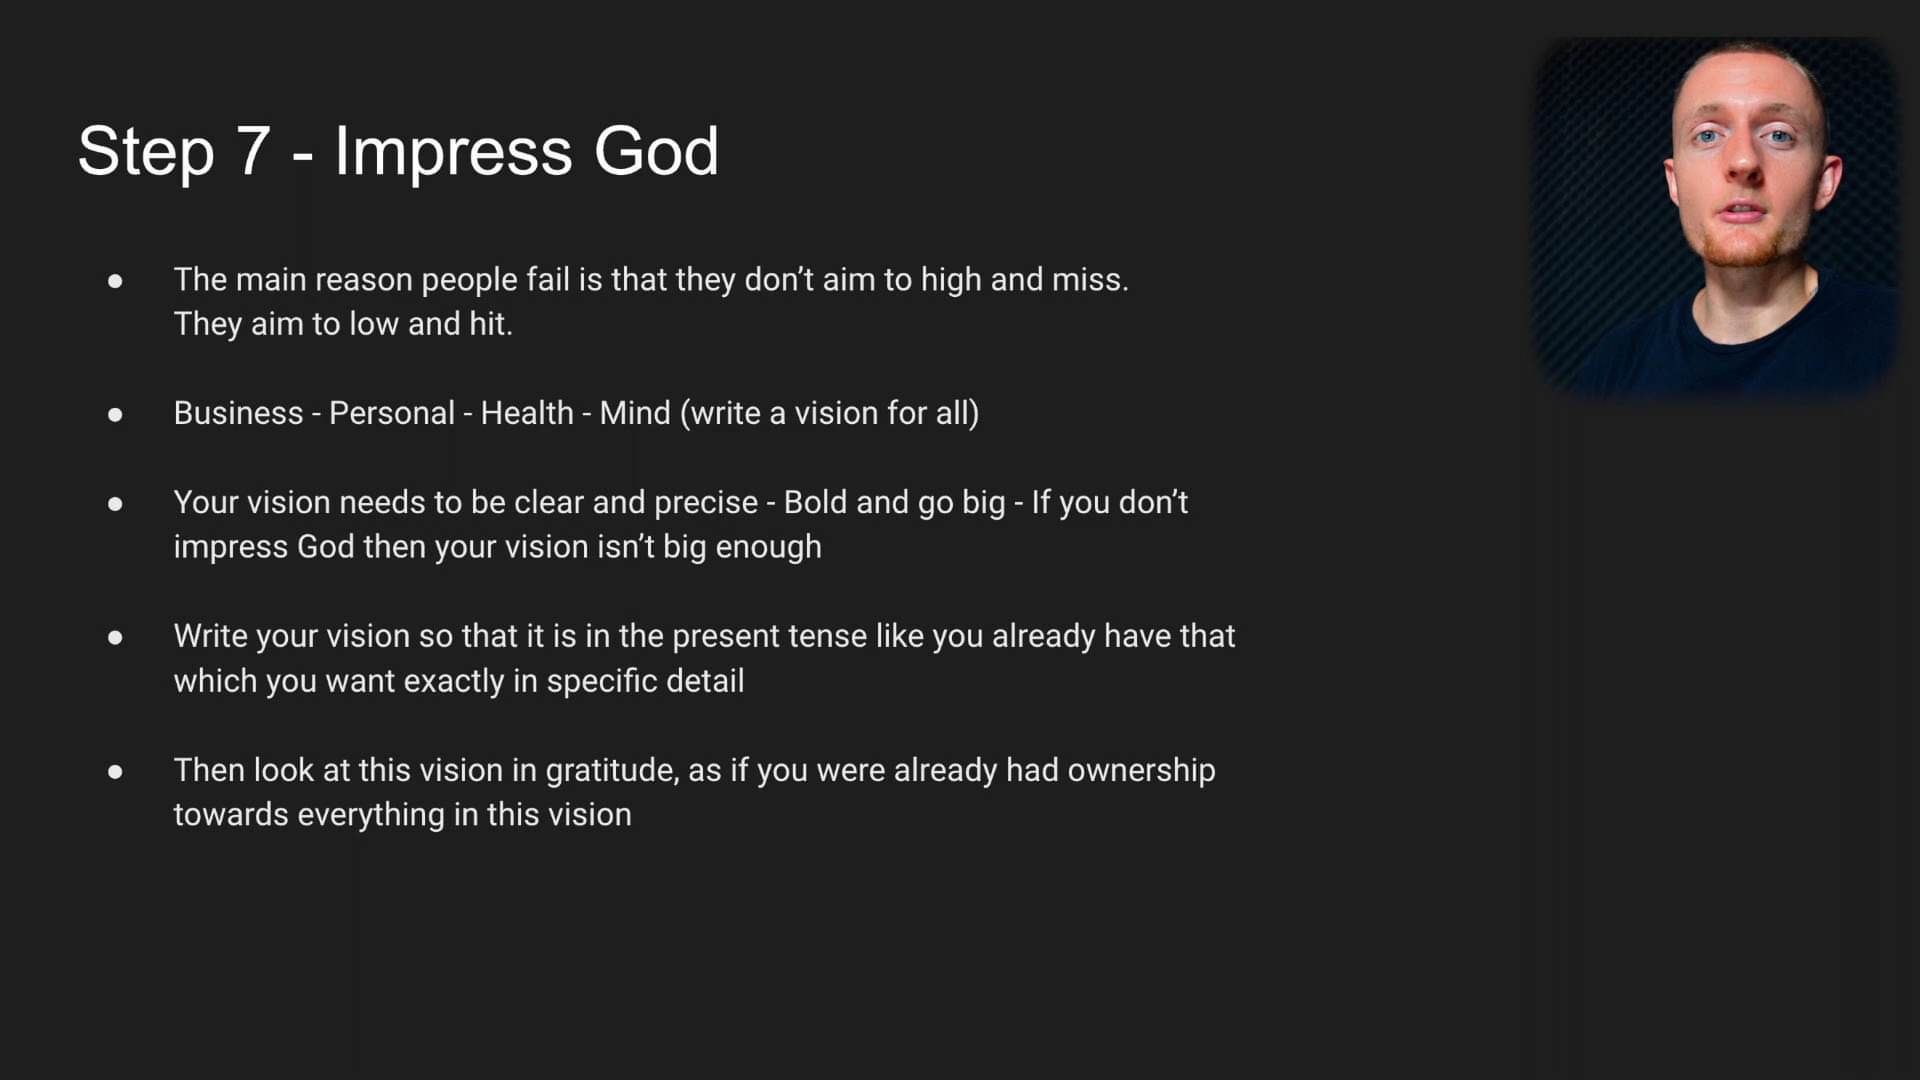 Step 7 - Impress God
● The main reason people fail is that they don’t aim to high and miss.
They aim to low and hit.
● Business - Personal - Health - Mind (write a vision for all)
● Your vision needs to be clear and precise - Bold and go big - If you don’t
impress God then your vision isn’t big enough
● Write your vision so that it is in the present tense like you already have that
which you want exactly in specific detail
● Then look at this vision in gratitude, as if you were already had ownership
towards everything in this vision